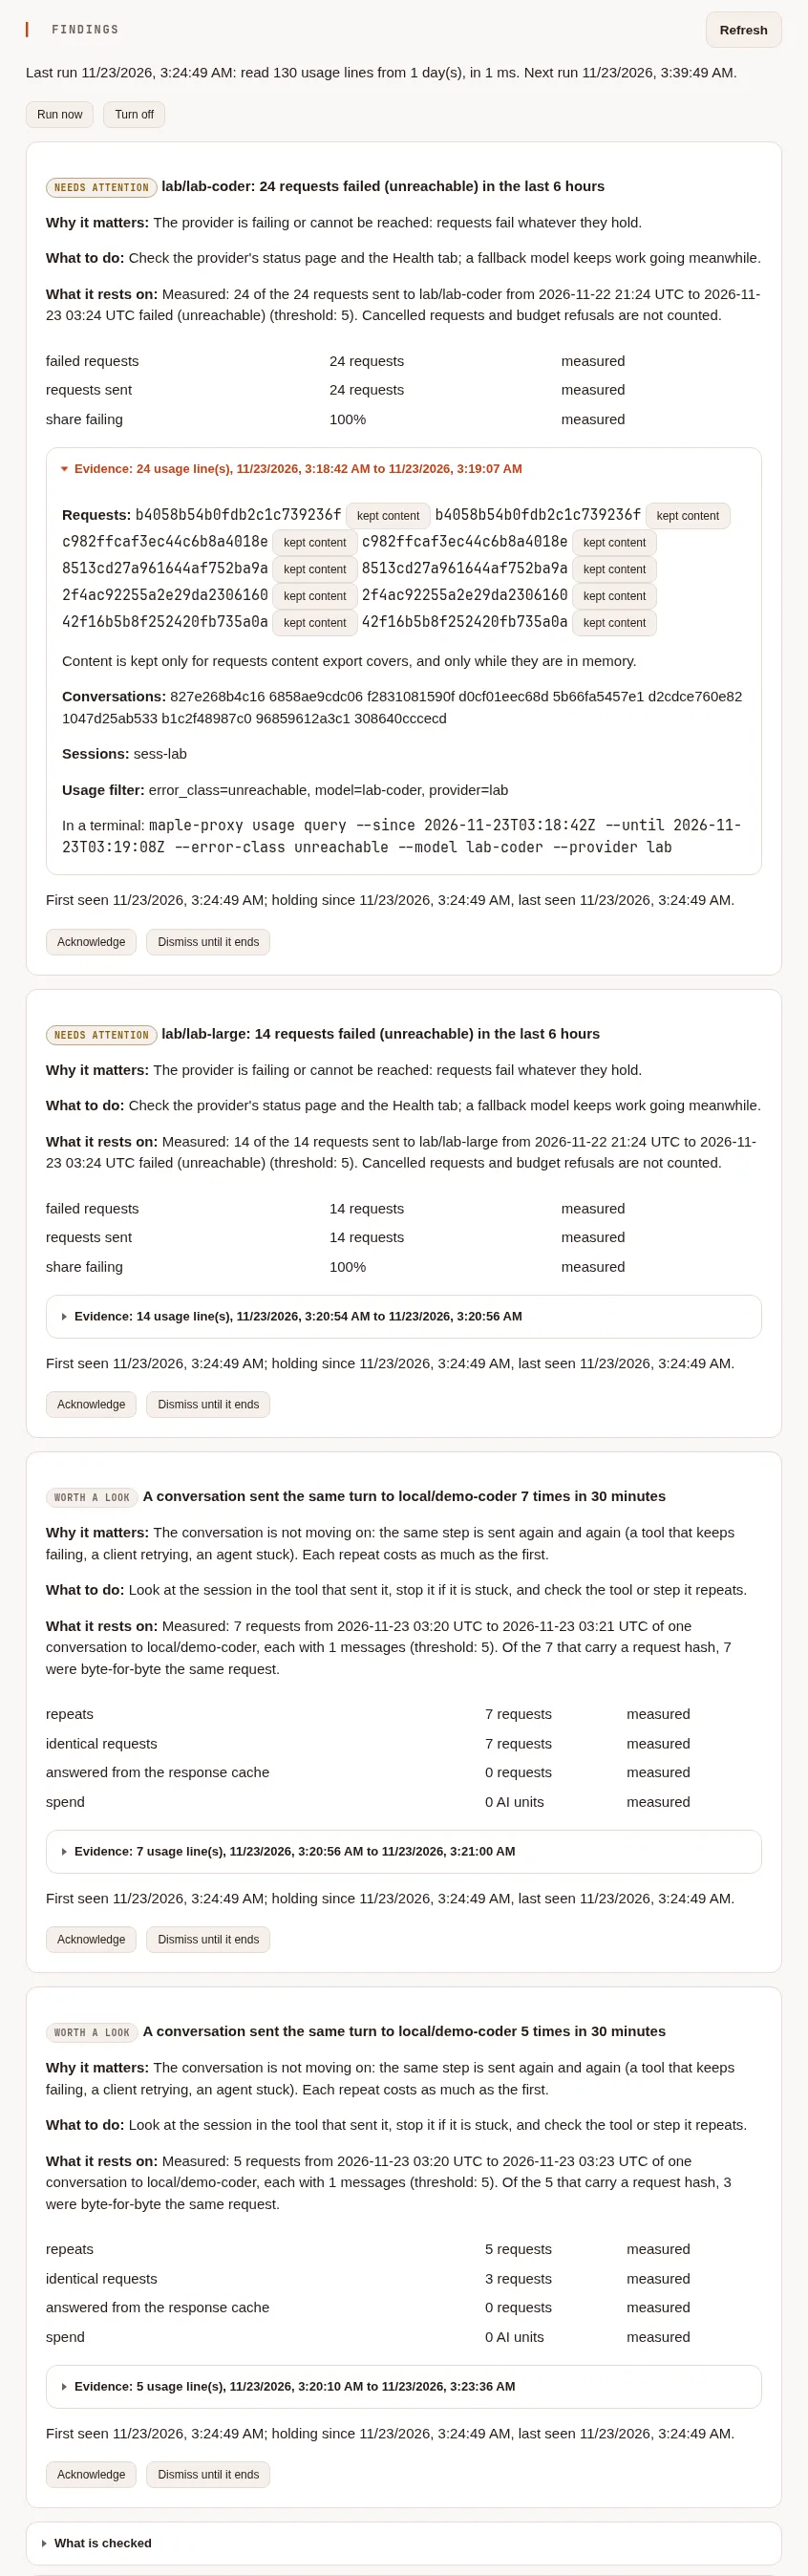 FINDINGS
Refresh
Last run 11/23/2026, 3:24:49 AM: read 130 usage lines from 1 day(s), in 1 ms. Next run 11/23/2026, 3:39:49 AM.
Run now Turn off
NEEDS ATTENTION lab/lab-coder: 24 requests failed (unreachable) in the last 6 hours
Why it matters: The provider is failing or cannot be reached: requests fail whatever they hold.
What to do: Check the provider's status page and the Health tab; a fallback model keeps work going meanwhile.
What it rests on: Measured: 24 of the 24 requests sent to lab/lab-coder from 2026-11-22 21:24 UTC to 2026-11-
23 03:24 UTC failed (unreachable) (threshold: 5). Cancelled requests and budget refusals are not counted.
failed requests 24 requests measured
requests sent 24 requests measured
share failing 100% measured
Evidence: 24 usage line(s), 11/23/2026, 3:18:42 AM to 11/23/2026, 3:19:07 AM
Requests: b4058b54b0fdb2c1c739236f kept content b4058b54b0fdb2c1c739236f kept content
c982ffcaf3ec44c6b8a4018e kept content c982ffcaf3ec44c6b8a4018e kept content
8513cd27a961644af752ba9a kept content 8513cd27a961644af752ba9a kept content
2f4ac92255a2e29da2306160 kept content 2f4ac92255a2e29da2306160 kept content
42f16b5b8f252420fb735a0a kept content 42f16b5b8f252420fb735a0a kept content
Content is kept only for requests content export covers, and only while they are in memory.
Conversations: 827e268b4c16 6858ae9cdc06 f2831081590f d0cf01eec68d 5b66fa5457e1 d2cdce760e82
1047d25ab533 b1c2f48987c0 96859612a3c1 308640cccecd
Sessions: sess-lab
Usage filter: error_class=unreachable, model=lab-coder, provider=lab
In a terminal: maple-proxy usage query --since 2026-11-23T03:18:42Z --until 2026-11-
23T03:19:08Z --error-class unreachable --model lab-coder --provider lab
First seen 11/23/2026, 3:24:49 AM; holding since 11/23/2026, 3:24:49 AM, last seen 11/23/2026, 3:24:49 AM.
Acknowledge Dismiss until it ends
NEEDS ATTENTION lab/lab-large: 14 requests failed (unreachable) in the last 6 hours
Why it matters: The provider is failing or cannot be reached: requests fail whatever they hold.
What to do: Check the provider's status page and the Health tab; a fallback model keeps work going meanwhile.
What it rests on: Measured: 14 of the 14 requests sent to lab/lab-large from 2026-11-22 21:24 UTC to 2026-11-
23 03:24 UTC failed (unreachable) (threshold: 5). Cancelled requests and budget refusals are not counted.
failed requests 14 requests measured
requests sent 14 requests measured
share failing 100% measured
Evidence: 14 usage line(s), 11/23/2026, 3:20:54 AM to 11/23/2026, 3:20:56 AM
First seen 11/23/2026, 3:24:49 AM; holding since 11/23/2026, 3:24:49 AM, last seen 11/23/2026, 3:24:49 AM.
Acknowledge Dismiss until it ends
WORTH A LOOK A conversation sent the same turn to local/demo-coder 7 times in 30 minutes
Why it matters: The conversation is not moving on: the same step is sent again and again (a tool that keeps
failing, a client retrying, an agent stuck). Each repeat costs as much as the first.
What to do: Look at the session in the tool that sent it, stop it if it is stuck, and check the tool or step it repeats.
What it rests on: Measured: 7 requests from 2026-11-23 03:20 UTC to 2026-11-23 03:21 UTC of one
conversation to local/demo-coder, each with 1 messages (threshold: 5). Of the 7 that carry a request hash, 7
were byte-for-byte the same request.
repeats 7 requests measured
identical requests 7 requests measured
answered from the response cache 0 requests measured
spend 0 AI units measured
Evidence: 7 usage line(s), 11/23/2026, 3:20:56 AM to 11/23/2026, 3:21:00 AM
First seen 11/23/2026, 3:24:49 AM; holding since 11/23/2026, 3:24:49 AM, last seen 11/23/2026, 3:24:49 AM.
Acknowledge Dismiss until it ends
WORTH A LOOK A conversation sent the same turn to local/demo-coder 5 times in 30 minutes
Why it matters: The conversation is not moving on: the same step is sent again and again (a tool that keeps
failing, a client retrying, an agent stuck). Each repeat costs as much as the first.
What to do: Look at the session in the tool that sent it, stop it if it is stuck, and check the tool or step it repeats.
What it rests on: Measured: 5 requests from 2026-11-23 03:20 UTC to 2026-11-23 03:23 UTC of one
conversation to local/demo-coder, each with 1 messages (threshold: 5). Of the 5 that carry a request hash, 3
were byte-for-byte the same request.
repeats 5 requests measured
identical requests 3 requests measured
answered from the response cache 0 requests measured
spend 0 AI units measured
Evidence: 5 usage line(s), 11/23/2026, 3:20:10 AM to 11/23/2026, 3:23:36 AM
First seen 11/23/2026, 3:24:49 AM; holding since 11/23/2026, 3:24:49 AM, last seen 11/23/2026, 3:24:49 AM.
Acknowledge Dismiss until it ends
What is checked